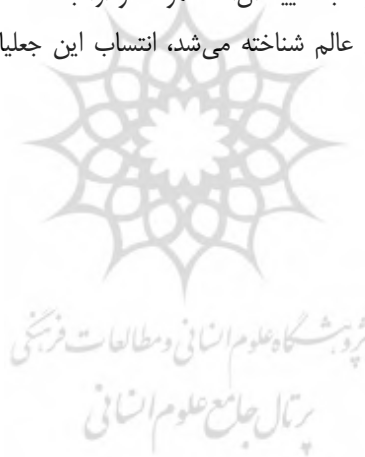 عالم شناخته می‌شد، انتساب این جعلیا
پژوهشگاه علوم انسانی و مطالعات فرهنگی
پرتال جامع علوم انسانی